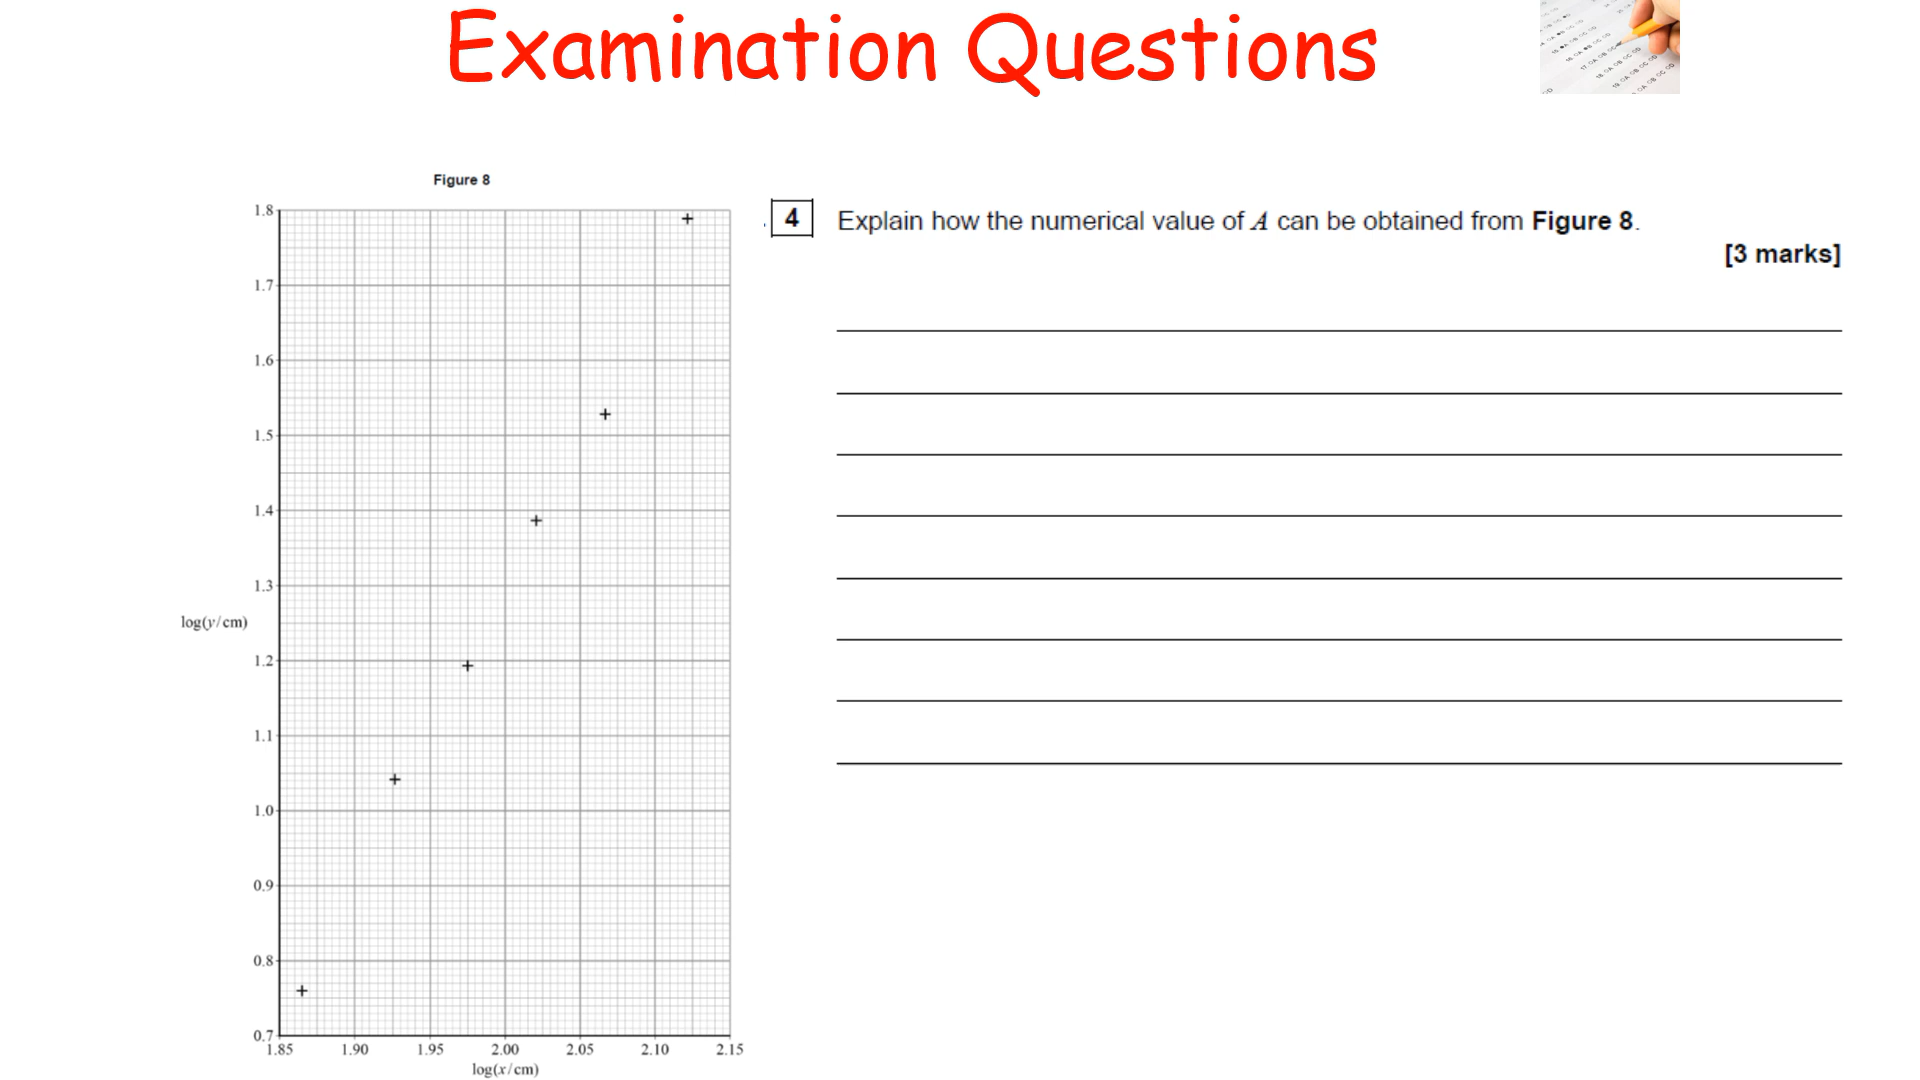 Examination Questions
Figure 8
4 Explain how the numerical value of A can be obtained from Figure 8.
[3 marks]
1.8
1.7
1.6
1.5
1.4
1.3
log(y/cm)
1.2
1.1
1.0
0.9
0.8
0.7
1.85 1.90 1.95 2.00 2.05 2.10 2.15
log(x/cm)